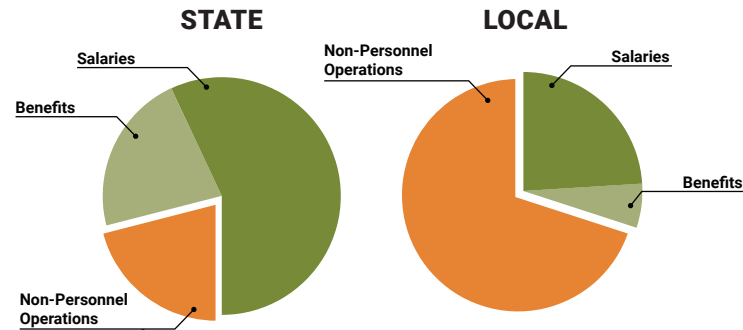 STATE
Salaries
Benefits
Non-Personnel
Operations
LOCAL
Non-Personnel
Operations
Salaries
Benefits